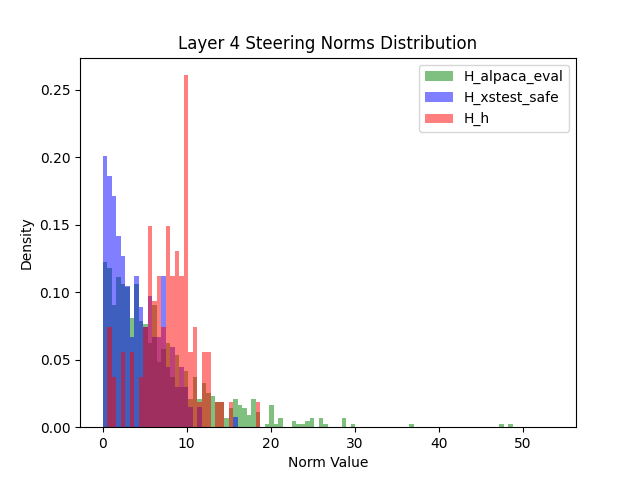 Layer 4 Steering Norms Distribution
H_alpaca_eval
H_xstest_safe
H_h
Density
0.25
0.20
0.15
0.10
0.05
0.00
0
10
20
30
40
50
Norm Value